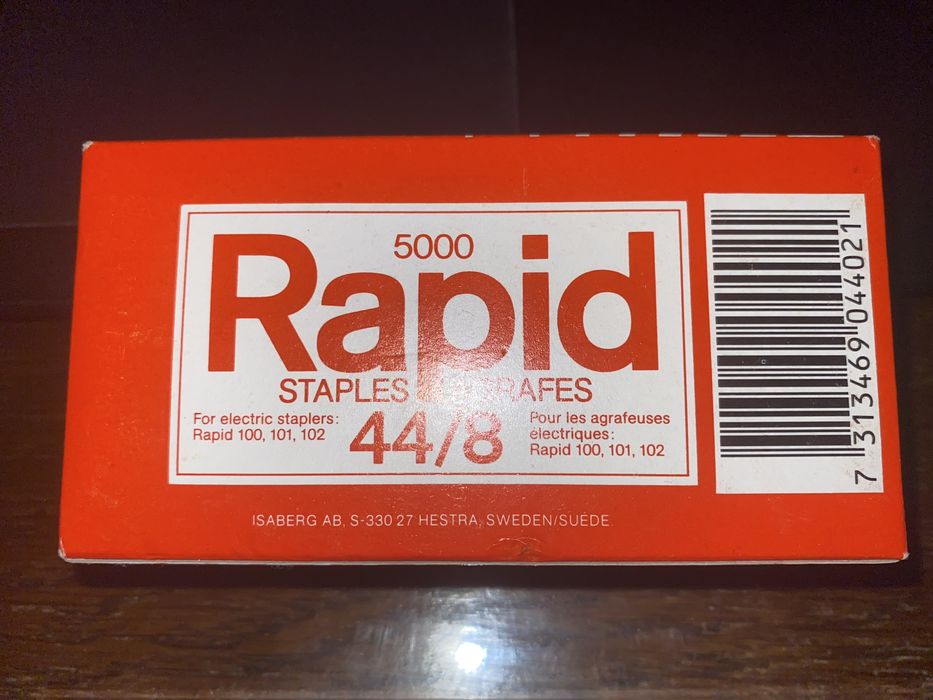 5000
Rapid
STAPLES
For electric staplers:
Rapid 100, 101, 102
44/8
Pour les agrafeuses
électriques:
Rapid 100, 101, 102
ISABERG AB, S-330 27 HESTRA, SWEDEN/SUÈDE
7 313469 044021